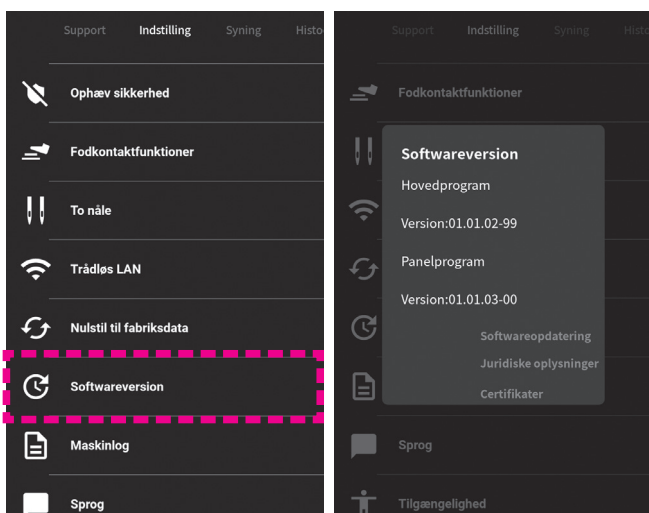 Support Indstilling Syning Histo
Ophæv sikkerhed
Fodkontaktfunktioner
To nåle
Trådløs LAN
Nulstil til fabriksdata
Softwareversion
Maskinlog
Sprog
Support Indstilling Syning Histo
Fodkontaktfunktioner
Softwareversion
Hovedprogram
Version:01.01.02-99
Panelprogram
Version:01.01.03-00
Softwareopdatering
Juridiske oplysninger
Certifikater
Sprog
Tilgængelighed